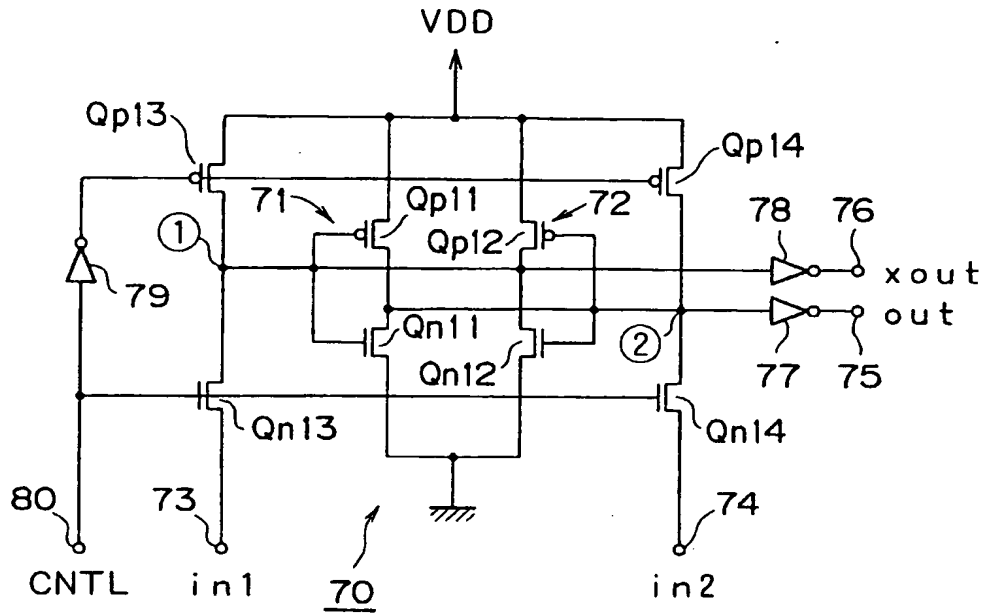 VDD
Qp13
Qp14
71
Qp11
72
Qp12
78
76
①
xout
79
out
Qn11
②
Qn12
77
75
Qn13
Qn14
80
73
74
CNTL
in1
70
in2